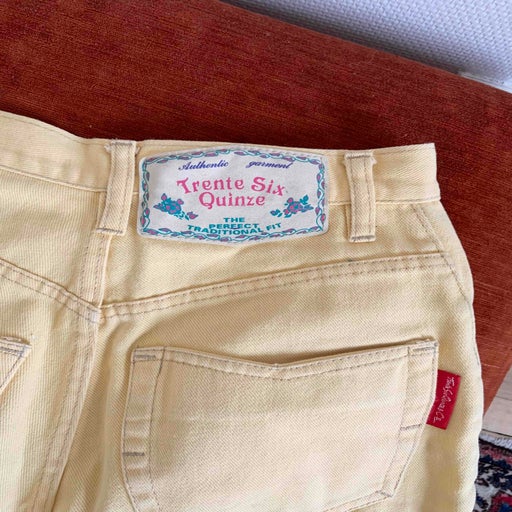 Authentic garment
Trente Six
Quinze
THE
PERFECT
TRADITIONAL FIT